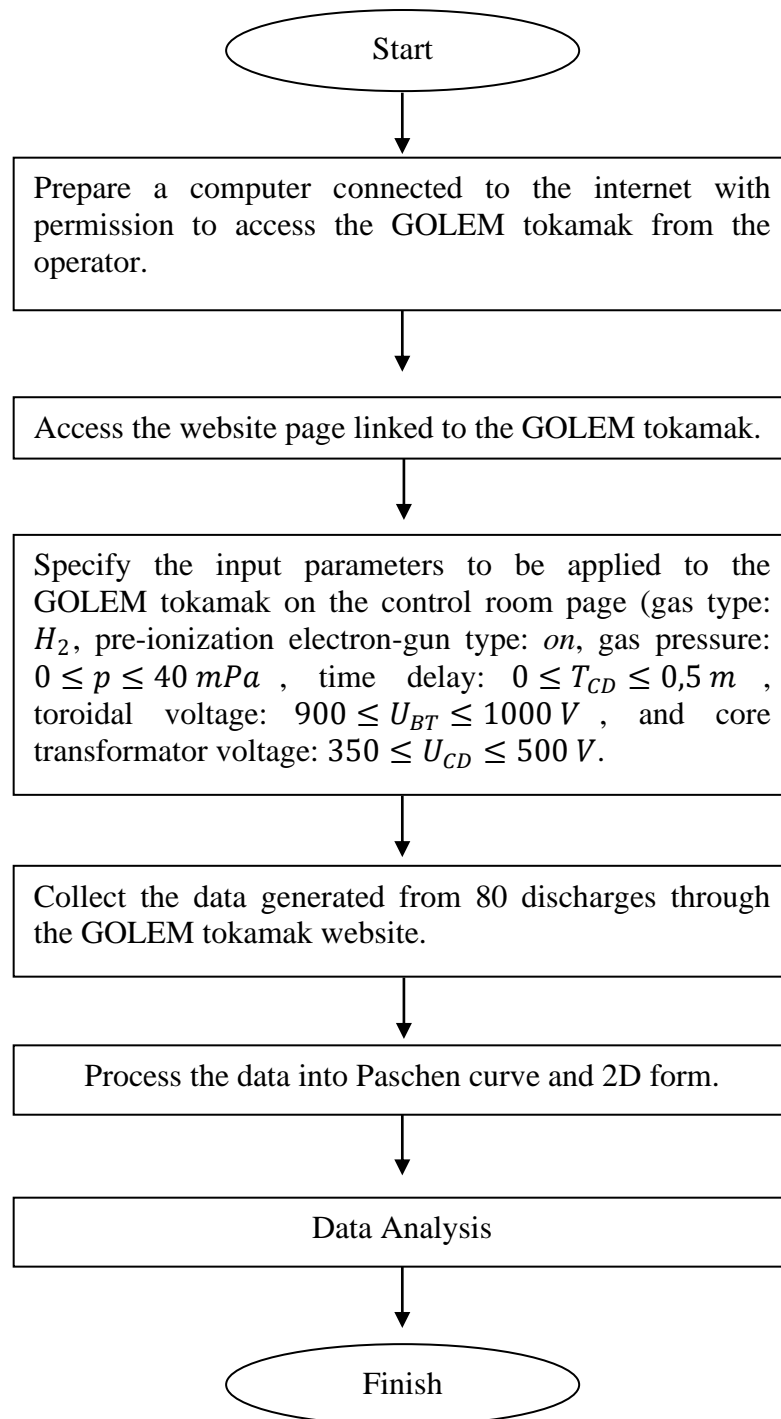 Start
Prepare a computer connected to the internet with
permission to access the GOLEM tokamak from the
operator.
Access the website page linked to the GOLEM tokamak.
Specify the input parameters to be applied to the
GOLEM tokamak on the control room page (gas type:
𝐻₂, pre-ionization electron-gun type: on, gas pressure:
0 ≤ 𝑝 ≤ 40 𝑚𝑃𝑎 , time delay: 0 ≤ 𝑇_𝐶𝐷 ≤ 0,5 𝑚 ,
toroidal voltage: 900 ≤ 𝑈_𝐵𝑇 ≤ 1000 𝑉 , and core
transformator voltage: 350 ≤ 𝑈_𝐶𝐷 ≤ 500 𝑉.
Collect the data generated from 80 discharges through
the GOLEM tokamak website.
Process the data into Paschen curve and 2D form.
Data Analysis
Finish